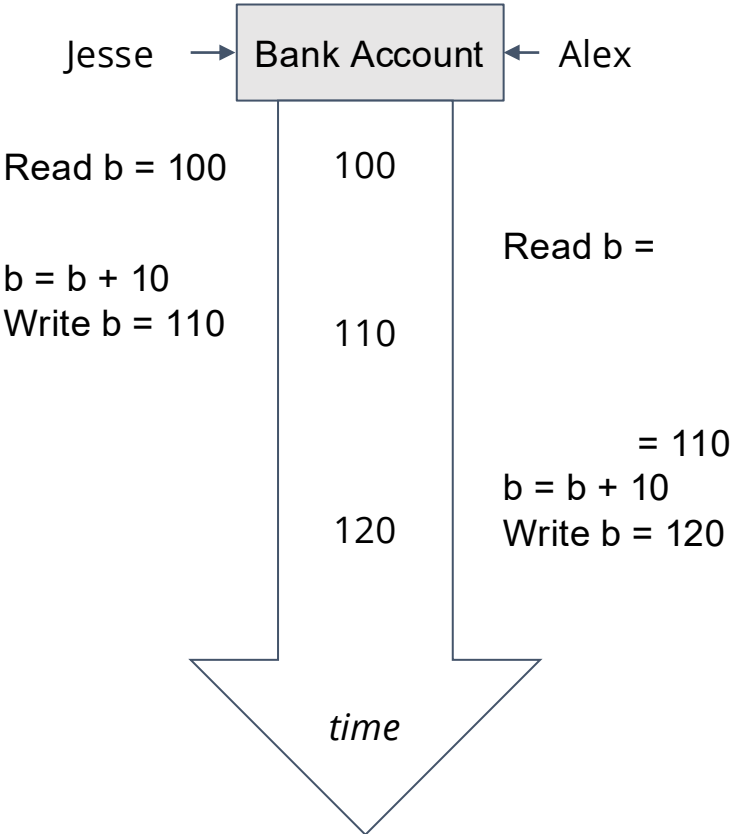 Jesse
Bank Account
Alex
Read b = 100
100
Read b =
b = b + 10
Write b = 110
110
= 110
b = b + 10
Write b = 120
120
time